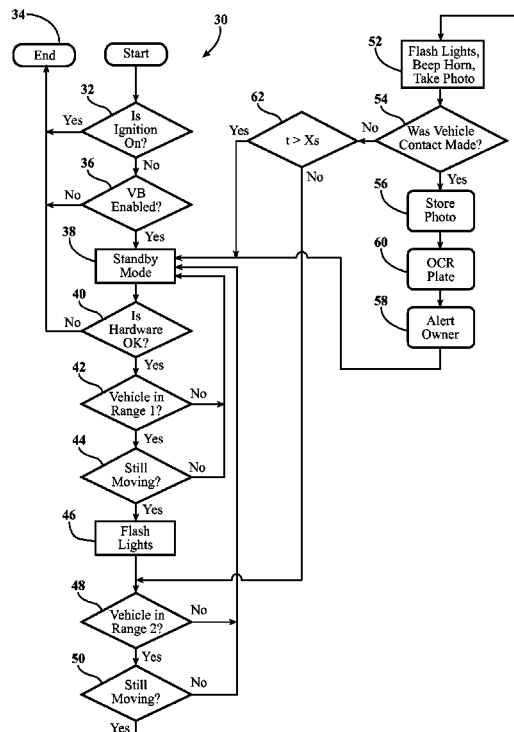 34
End
Start
30
32
Is
Ignition
On?
Yes
No
36
VB
Enabled?
No
Yes
38
Standby
Mode
40
Is
Hardware
OK?
No
Yes
42
Vehicle in
Range 1?
No
Yes
44
Still
Moving?
No
Yes
46
Flash
Lights
48
Vehicle in
Range 2?
No
Yes
50
Still
Moving?
No
Yes
52
Flash Lights,
Beep Horn,
Take Photo
54
Was Vehicle
Contact Made?
No
Yes
62
t > Xs
Yes
No
56
Store
Photo
60
OCR
Plate
58
Alert
Owner